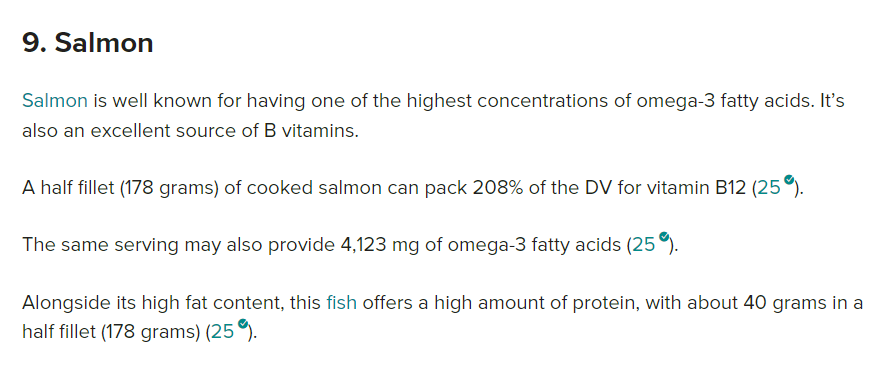 9. Salmon
Salmon is well known for having one of the highest concentrations of omega-3 fatty acids. It’s
also an excellent source of B vitamins.
A half fillet (178 grams) of cooked salmon can pack 208% of the DV for vitamin B12 (25).
The same serving may also provide 4,123 mg of omega-3 fatty acids (25).
Alongside its high fat content, this fish offers a high amount of protein, with about 40 grams in a
half fillet (178 grams) (25).